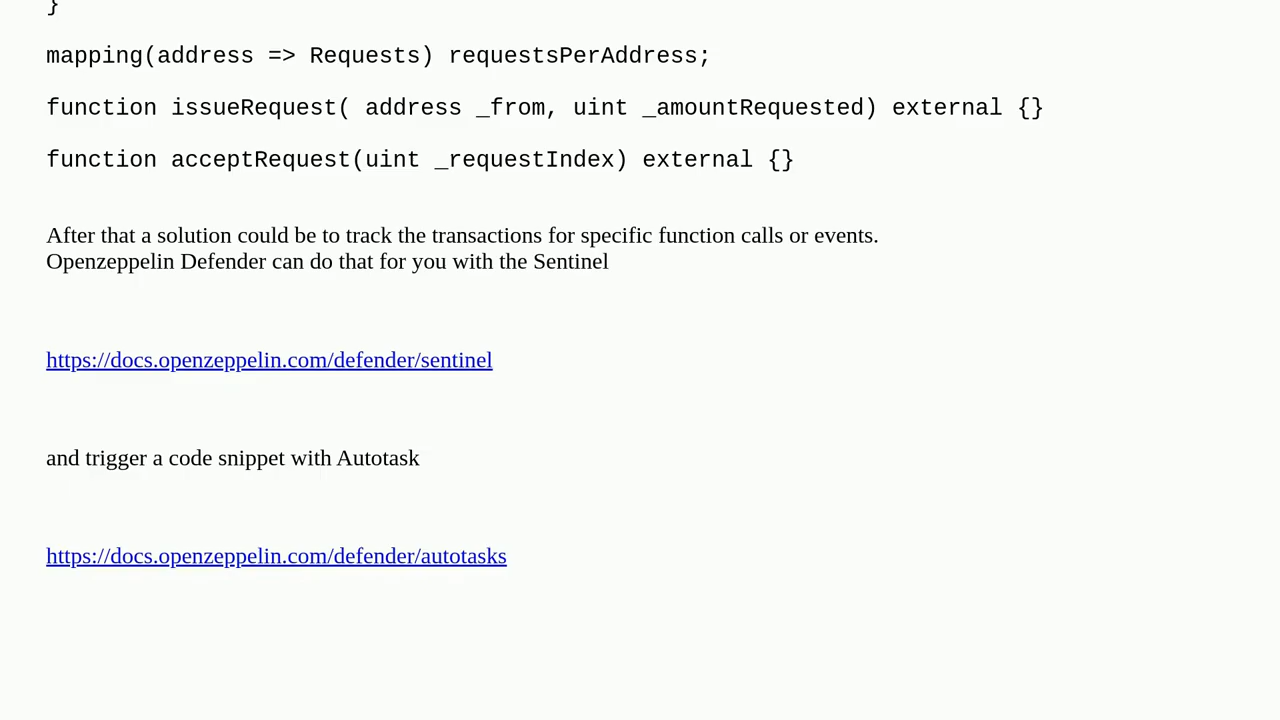 }
mapping(address => Requests) requestsPerAddress;
function issueRequest( address _from, uint _amountRequested) external {}
function acceptRequest(uint _requestIndex) external {}
After that a solution could be to track the transactions for specific function calls or events.
Openzeppelin Defender can do that for you with the Sentinel
https://docs.openzeppelin.com/defender/sentinel
and trigger a code snippet with Autotask
https://docs.openzeppelin.com/defender/autotasks